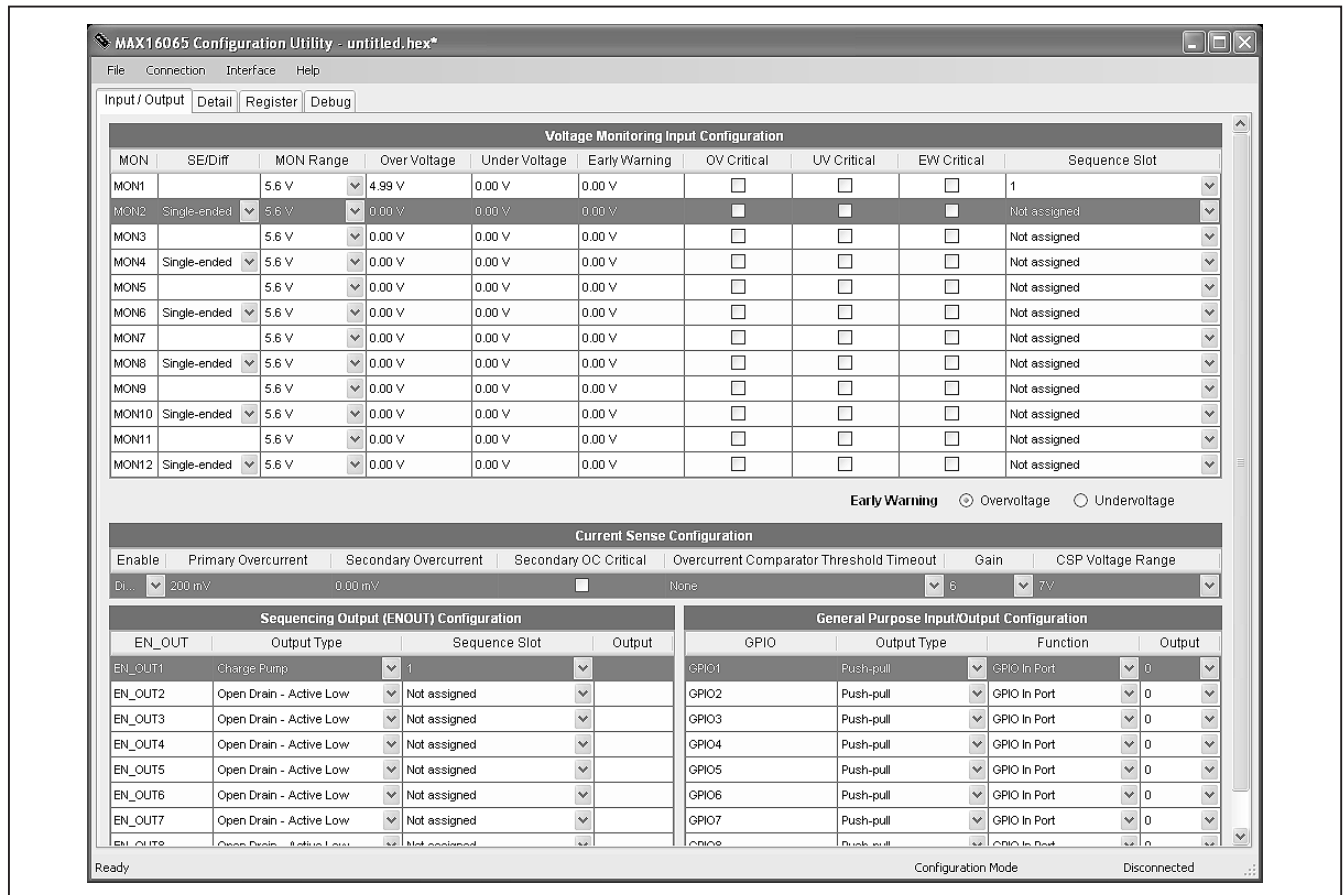 MAX16065 Configuration Utility - untitled.hex*
File Connection Interface Help
Input / Output Detail Register Debug
Voltage Monitoring Input Configuration
MON SE/Diff MON Range Over Voltage Under Voltage Early Warning OV Critical UV Critical EW Critical Sequence Slot
MON1 5.6 V 4.99 V 0.00 V 0.00 V 1
MON2 Single-ended 5.6 V 0.00 V 0.00 V 0.00 V Not assigned
MON3 5.6 V 0.00 V 0.00 V 0.00 V Not assigned
MON4 Single-ended 5.6 V 0.00 V 0.00 V 0.00 V Not assigned
MON5 5.6 V 0.00 V 0.00 V 0.00 V Not assigned
MON6 Single-ended 5.6 V 0.00 V 0.00 V 0.00 V Not assigned
MON7 5.6 V 0.00 V 0.00 V 0.00 V Not assigned
MON8 Single-ended 5.6 V 0.00 V 0.00 V 0.00 V Not assigned
MON9 5.6 V 0.00 V 0.00 V 0.00 V Not assigned
MON10 Single-ended 5.6 V 0.00 V 0.00 V 0.00 V Not assigned
MON11 5.6 V 0.00 V 0.00 V 0.00 V Not assigned
MON12 Single-ended 5.6 V 0.00 V 0.00 V 0.00 V Not assigned
Early Warning Overvoltage Undervoltage
Current Sense Configuration
Enable Primary Overcurrent Secondary Overcurrent Secondary OC Critical Overcurrent Comparator Threshold Timeout Gain CSP Voltage Range
Di... 200 mV 0.00 mV None 6 7V
Sequencing Output (ENOUT) Configuration
EN_OUT Output Type Sequence Slot Output
EN_OUT1 Charge Pump 1
EN_OUT2 Open Drain - Active Low Not assigned
EN_OUT3 Open Drain - Active Low Not assigned
EN_OUT4 Open Drain - Active Low Not assigned
EN_OUT5 Open Drain - Active Low Not assigned
EN_OUT6 Open Drain - Active Low Not assigned
EN_OUT7 Open Drain - Active Low Not assigned
EN_OUT8 Open Drain - Active Low Not assigned
General Purpose Input/Output Configuration
GPIO Output Type Function Output
GPIO1 Push-pull GPIO In Port 0
GPIO2 Push-pull GPIO In Port 0
GPIO3 Push-pull GPIO In Port 0
GPIO4 Push-pull GPIO In Port 0
GPIO5 Push-pull GPIO In Port 0
GPIO6 Push-pull GPIO In Port 0
GPIO7 Push-pull GPIO In Port 0
GPIO8 Push-pull GPIO In Port 0
Ready Configuration Mode Disconnected